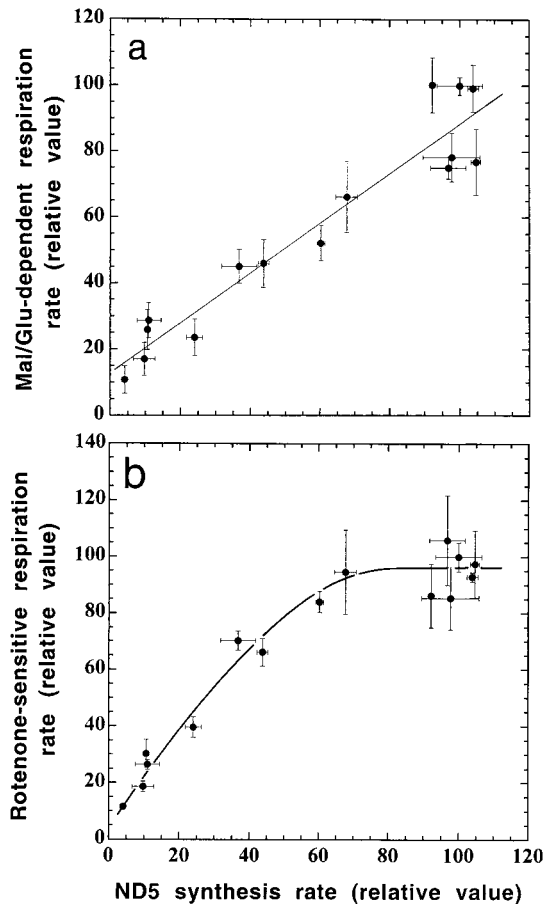 a
Mal/Glu-dependent respiration
rate (relative value)
120
100
80
60
40
20
0
b
Rotenone-sensitive respiration
rate (relative value)
140
120
100
80
60
40
20
0
0 20 40 60 80 100 120
ND5 synthesis rate (relative value)